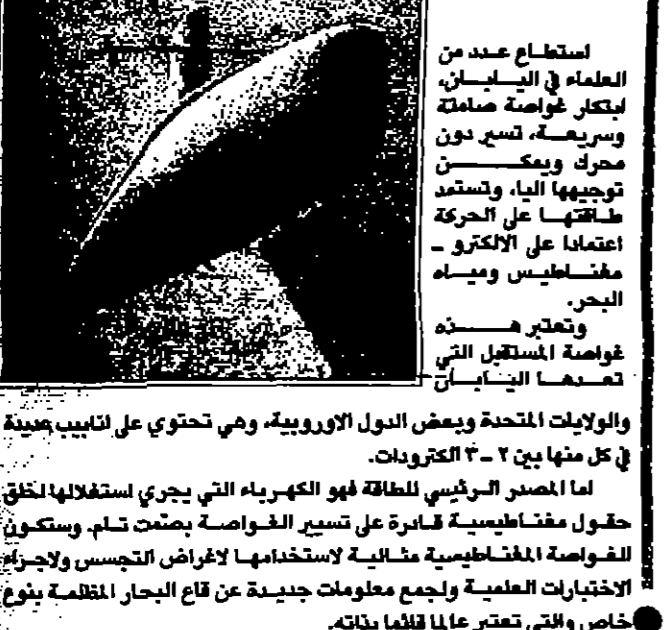 استطاع عدد من
العلماء في اليابان،
ابتكار غواصة صامتة
وسريعة، تسير دون
محرك ويمكن
توجيهها اليا، وتستمد
طاقتها على الحركة
اعتمادا على الالكترو -
مغناطيس ومياه
البحر.
وتعتبر هذه
غواصة المستقبل التي
تعدها اليابان
والولايات المتحدة وبعض الدول الاوروبية، وهي تحتوي على انابيب عديدة
في كل منها بين ٢ - ٣ الكترودات.
اما المصدر الرئيسي للطاقة فهو الكهرباء التي يجري استغلالها لخلق
حقول مغناطيسية قادرة على تسيير الغواصة بصمت تام. وستكون
للغواصة المغناطيسية مثالية لاستخدامها لاغراض التجسس ولاجراء
الاختبارات العلمية ولجمع معلومات جديدة عن قاع البحار المظلمة بنوع
خاص والتي تعتبر عالما قائما بذاته.